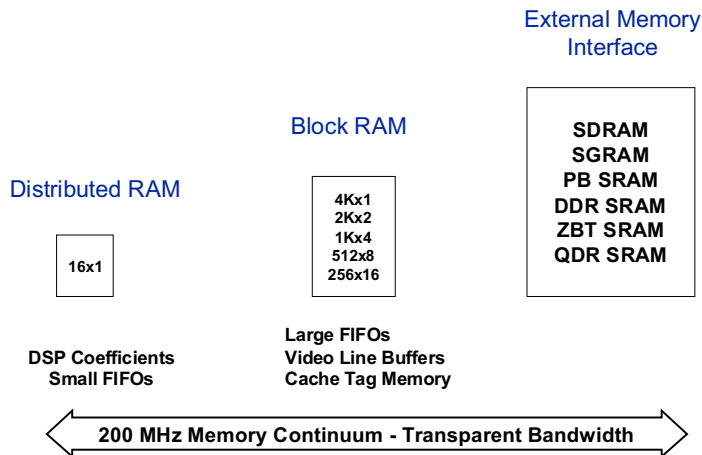 External Memory
Interface
SDRAM
SGRAM
PB SRAM
DDR SRAM
ZBT SRAM
QDR SRAM
Block RAM
4Kx1
2Kx2
1Kx4
512x8
256x16
Large FIFOs
Video Line Buffers
Cache Tag Memory
Distributed RAM
16x1
DSP Coefficients
Small FIFOs
200 MHz Memory Continuum - Transparent Bandwidth